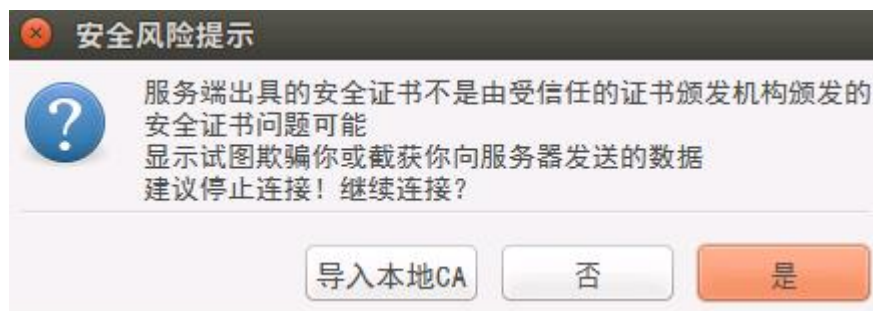 安全风险提示
服务端出具的安全证书不是由受信任的证书颁发机构颁发的
安全证书问题可能
显示试图欺骗你或截获你向服务器发送的数据
建议停止连接！继续连接？
导入本地CA
否
是